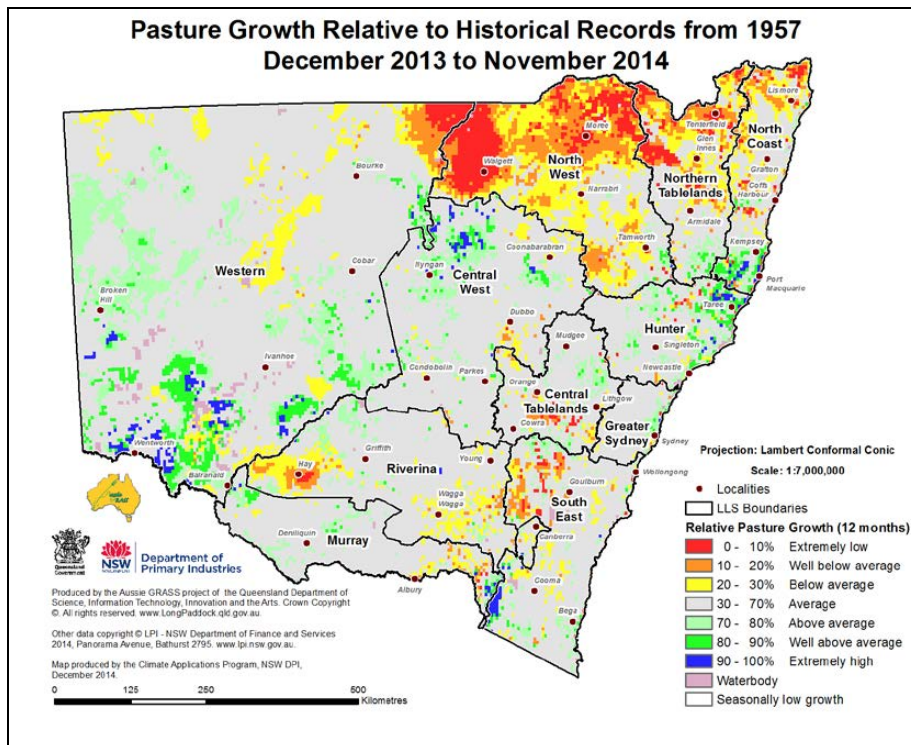 Pasture Growth Relative to Historical Records from 1957
December 2013 to November 2014
Lismore
Tenterfield
Moree
North
Coast
Glen
Innes
Walgett
North
West
Northern
Tablelands
Grafton
Bourke
Narrabri
Coffs
Harbour
Armidale
Tamworth
Kempsey
Coonabarabran
Western
Cobar
Nyngan
Central
West
Port
Macquarie
Taree
Broken
Hill
Dubbo
Mudgee
Hunter
Singleton
Ivanhoe
Newcastle
Condobolin
Parkes
Orange
Central
Tablelands
Lithgow
Cowra
Greater
Sydney
Sydney
Wentworth
Griffith
Young
Hay
Riverina
Balranald
Wollongong
Wagga
Wagga
Goulburn
South
East
Deniliquin
Murray
Canberra
Albury
Cooma
Bega
Projection: Lambert Conformal Conic
Scale: 1:7,000,000
Localities
LLS Boundaries
Relative Pasture Growth (12 months)
0 - 10% Extremely low
10 - 20% Well below average
20 - 30% Below average
30 - 70% Average
70 - 80% Above average
80 - 90% Well above average
90 - 100% Extremely high
Waterbody
Seasonally low growth
Queensland
Government
NSW
Department of
Primary Industries
Produced by the Aussie GRASS project of the Queensland Department of
Science, Information Technology, Innovation and the Arts. Crown Copyright
©. All rights reserved. www.LongPaddock.qld.gov.au.
Other data copyright © LPI - NSW Department of Finance and Services
2014, Panorama Avenue, Bathurst 2795. www.lpi.nsw.gov.au.
Map produced by the Climate Applications Program, NSW DPI,
December 2014.
0 125 250 500
Kilometres